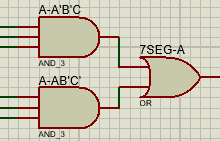 A-A'B'C
AND_3
7SEG-A
A-AB'C'
OR
AND_3